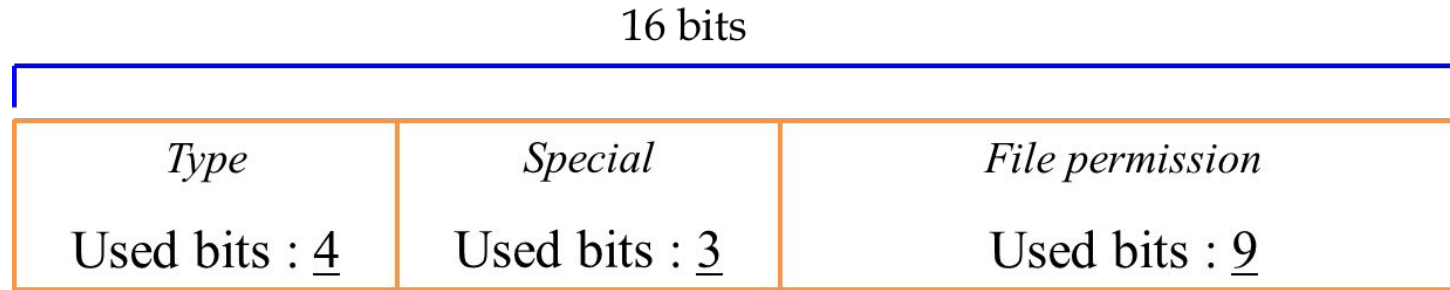 16 bits
Type Special File permission
Used bits : 4 Used bits : 3 Used bits : 9